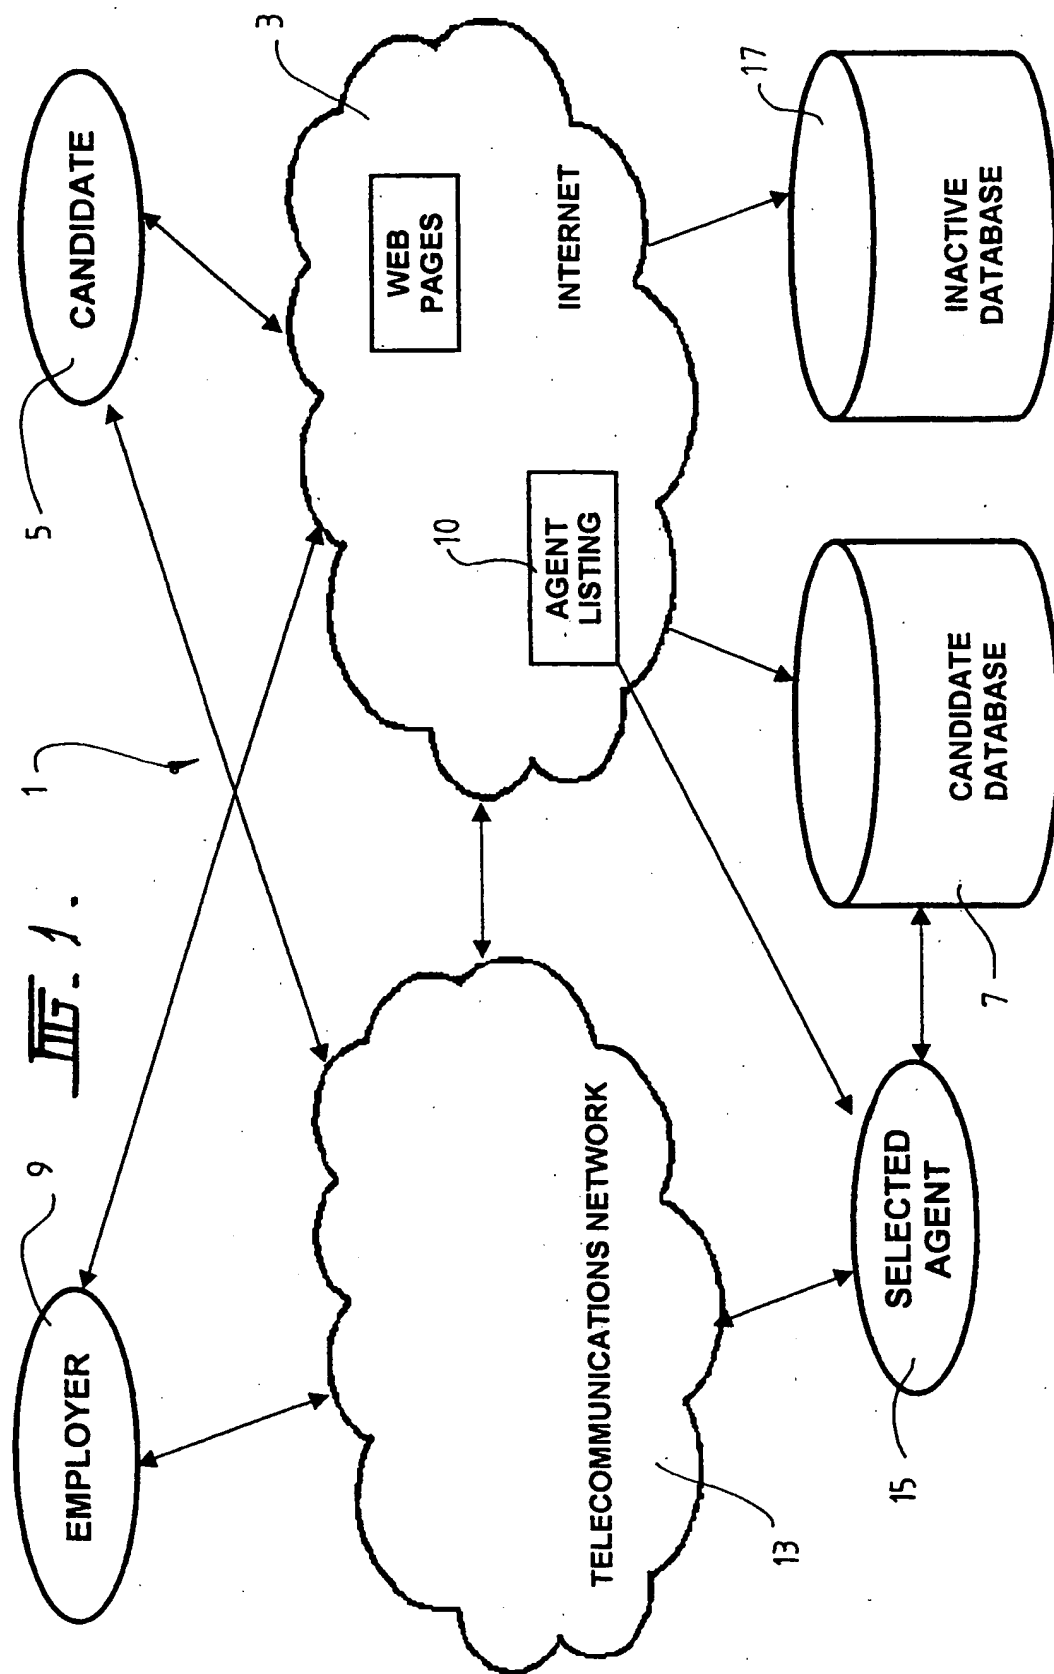 FIG. 1.
1
EMPLOYER
9
CANDIDATE
5
3
WEB
PAGES
INTERNET
10
AGENT
LISTING
TELECOMMUNICATIONS NETWORK
13
SELECTED
AGENT
15
CANDIDATE
DATABASE
7
INACTIVE
DATABASE
17